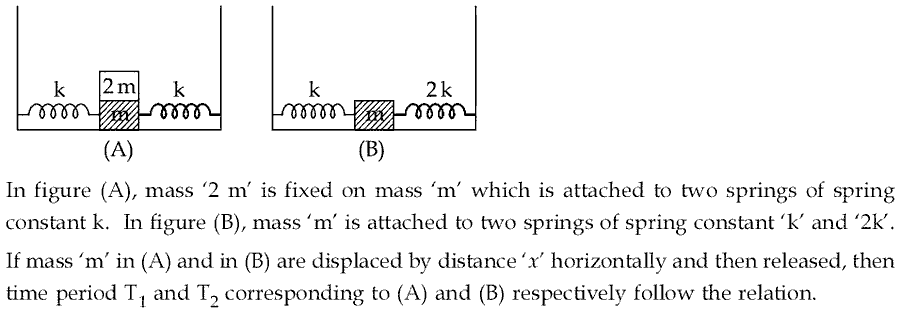 k 2 m k
m
(A)
k 2 k
m
(B)
In figure (A), mass ‘2 m’ is fixed on mass ‘m’ which is attached to two springs of spring
constant k. In figure (B), mass ‘m’ is attached to two springs of spring constant ‘k’ and ‘2k’.
If mass ‘m’ in (A) and in (B) are displaced by distance ‘x’ horizontally and then released, then
time period T₁ and T₂ corresponding to (A) and (B) respectively follow the relation.